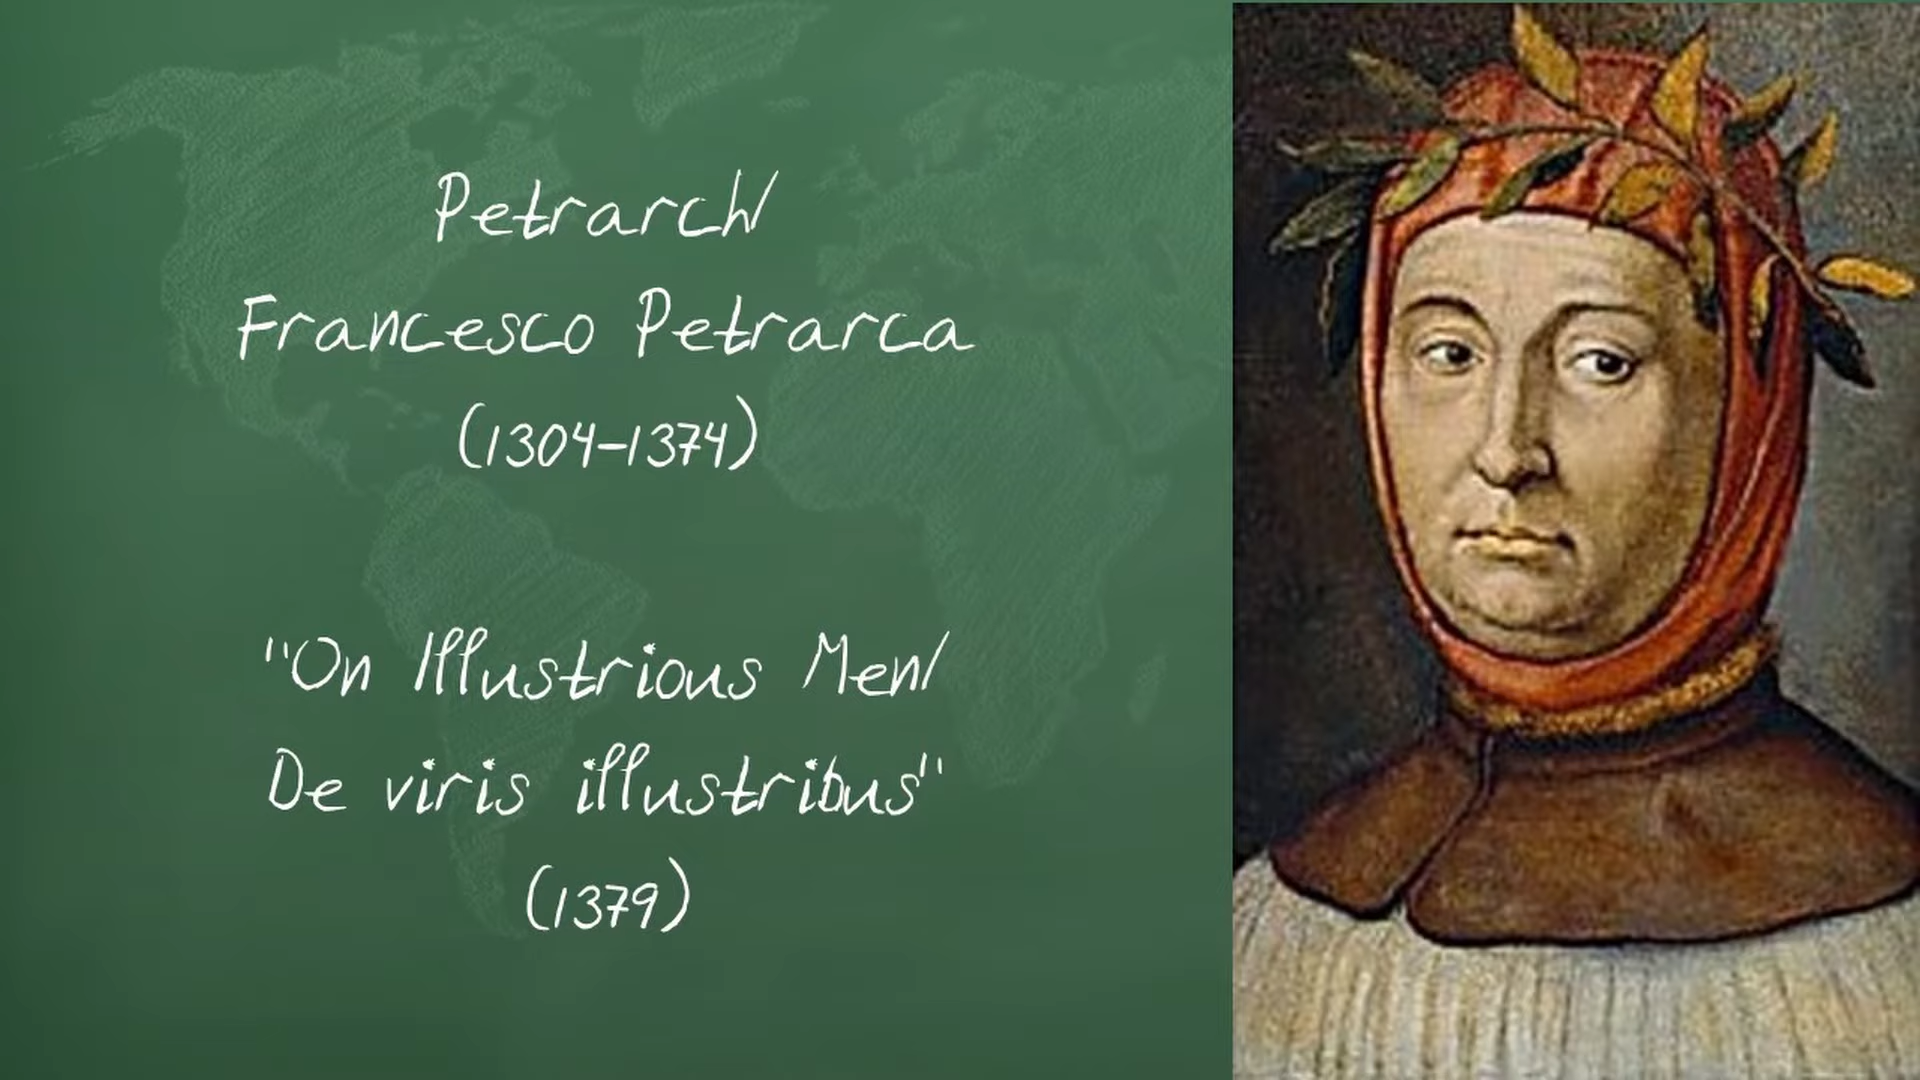 Petrarch/
Francesco Petrarca
(1304-1374)
"On Illustrious Men/
De viris illustribus"
(1379)